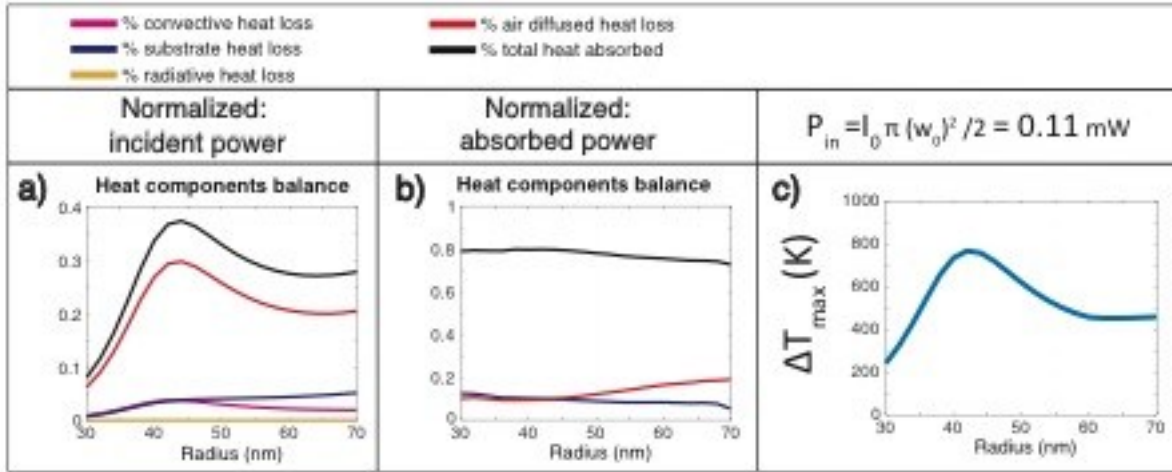 % convective heat loss
% substrate heat loss
% radiative heat loss
% air diffused heat loss
% total heat absorbed
Normalized:
incident power
Normalized:
absorbed power
P_in =I_0 π (w_0)² /2 = 0.11 mW
a)
Heat components balance
0.4
0.3
0.2
0.1
0
30 40 50 60 70
Radius (nm)
b)
Heat components balance
1
0.8
0.6
0.4
0.2
0
30 40 50 60 70
Radius (nm)
c)
ΔT_max (K)
1000
800
600
400
200
0
30 40 50 60 70
Radius (nm)